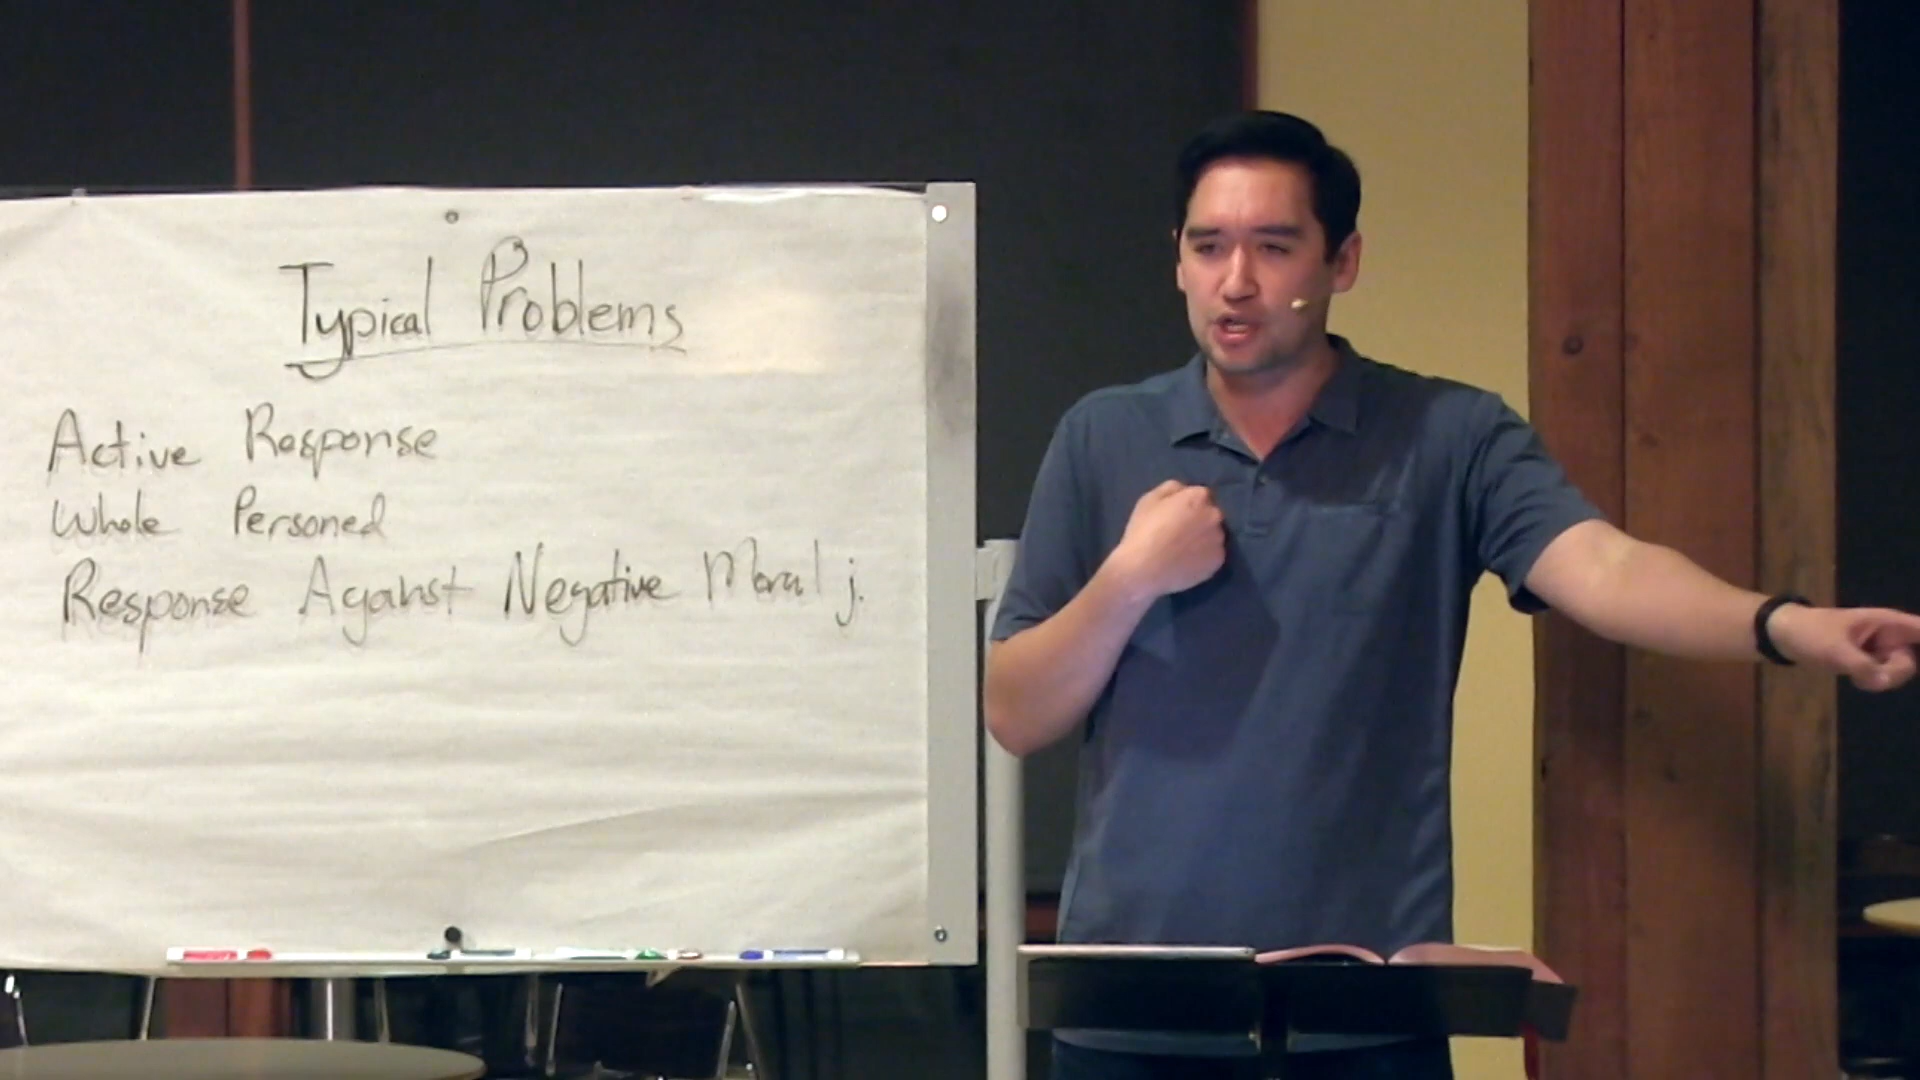 Typical Problems
Active Response
Whole Personed
Response Against Negative Moral j.